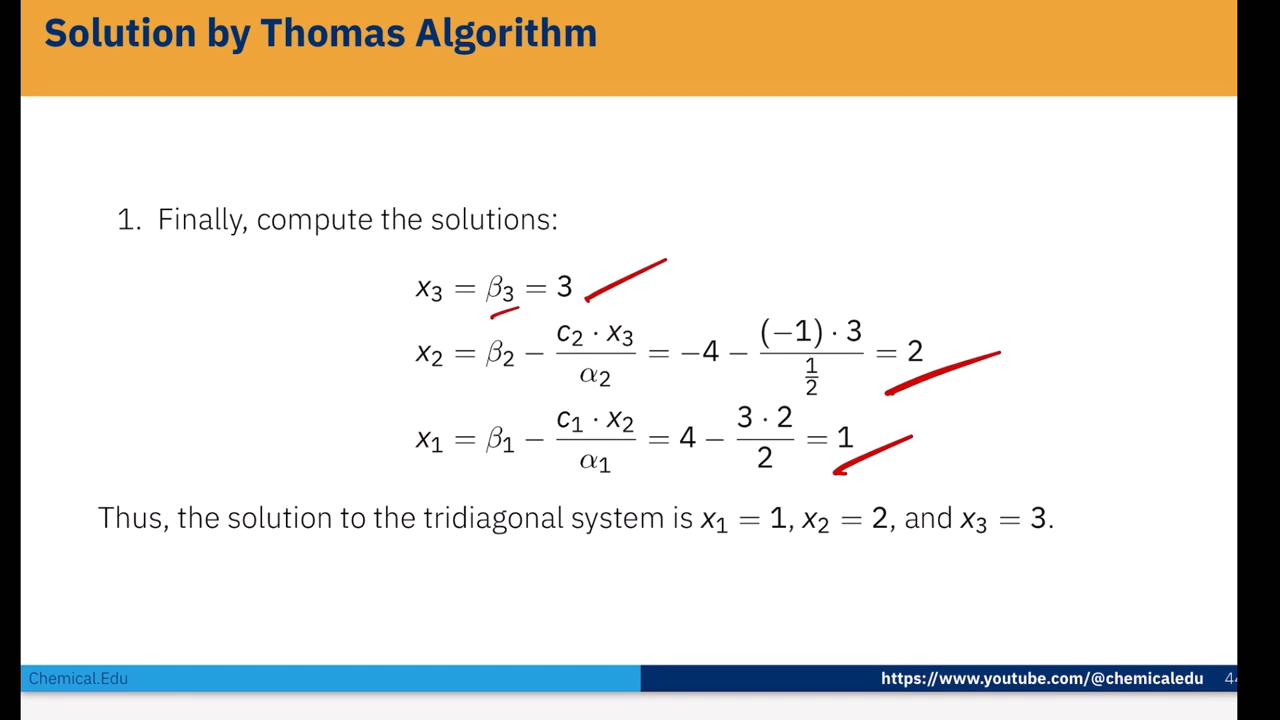 Solution by Thomas Algorithm
1. Finally, compute the solutions:
x₃ = β₃ = 3
x₂ = β₂ − (c₂ · x₃)/α₂ = −4 − ((−1) · 3)/(1/2) = 2
x₁ = β₁ − (c₁ · x₂)/α₁ = 4 − (3 · 2)/2 = 1
Thus, the solution to the tridiagonal system is x₁ = 1, x₂ = 2, and x₃ = 3.
Chemical.Edu
https://www.youtube.com/@chemicaledu